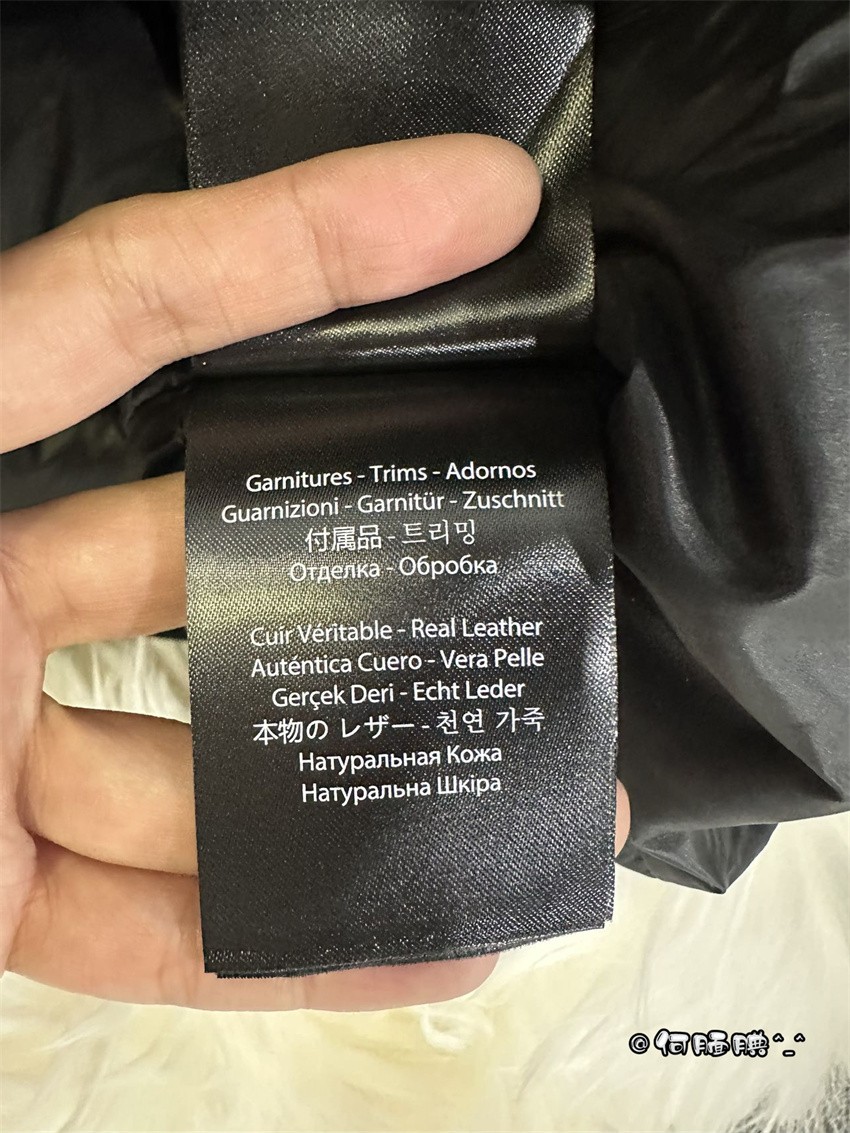 Garnitures - Trims - Adornos
Guarnizioni - Garnitür - Zuschnitt
付属品 - 트리밍
Отделка - Обробка
Cuir Véritable - Real Leather
Auténtica Cuero - Vera Pelle
Gerçek Deri - Echt Leder
本物の レザー - 천연 가죽
Натуральная Кожа
Натуральна Шкіра
©何腼腆^_^